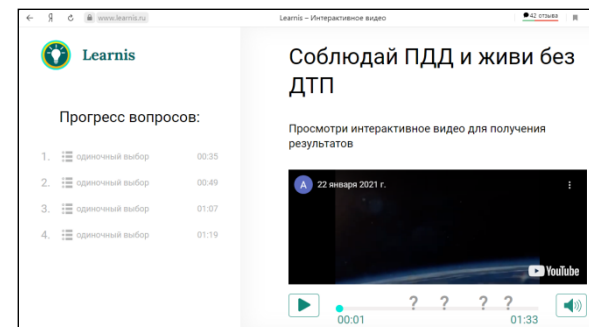 www.learnis.ru
Learnis – Интерактивное видео
42 отзыва
Learnis
Прогресс вопросов:
1. одиночный выбор 00:35
2. одиночный выбор 00:49
3. одиночный выбор 01:07
4. одиночный выбор 01:19
Соблюдай ПДД и живи без
ДТП
Просмотри интерактивное видео для получения
результатов
А 22 января 2021 г.
YouTube
? ? ? ?
00:01 01:33